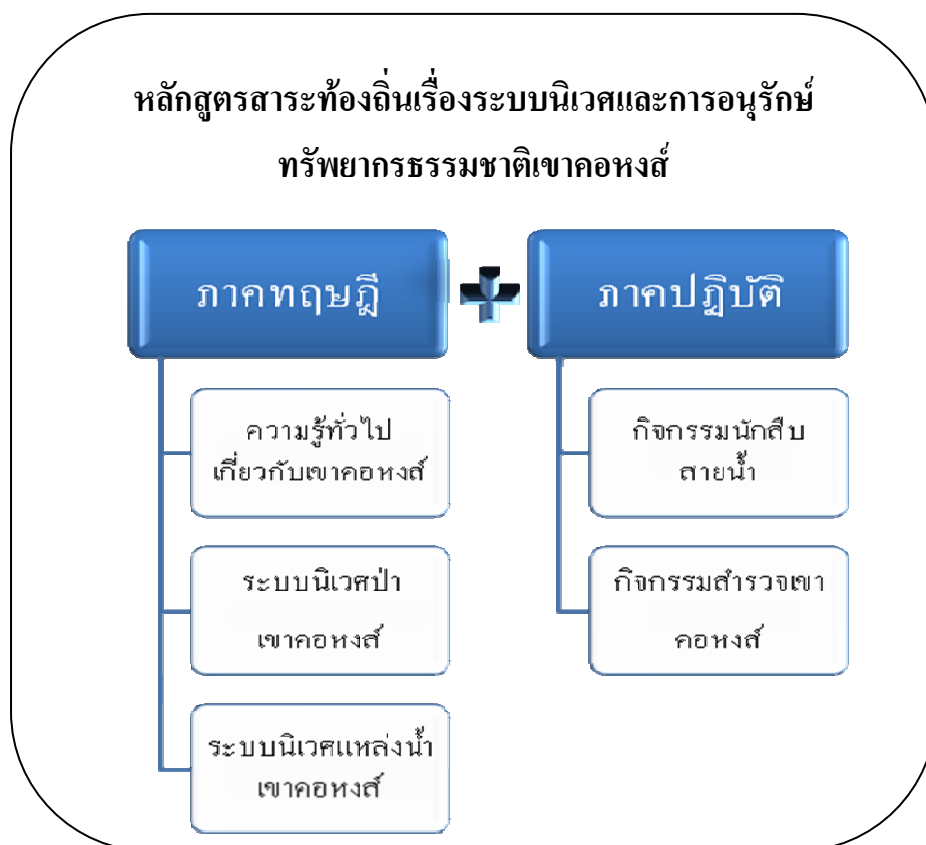 หลักสูตรสาระท้องถิ่นเรื่องระบบนิเวศและการอนุรักษ์
ทรัพยากรธรรมชาติเขาคอหงส์
ภาคทฤษฎี
ความรู้ทั่วไป
เกี่ยวกับเขาคอหงส์
ระบบนิเวศป่า
เขาคอหงส์
ระบบนิเวศแหล่งน้ำ
เขาคอหงส์
ภาคปฏิบัติ
กิจกรรมนักสืบ
สายน้ำ
กิจกรรมสำรวจเขา
คอหงส์